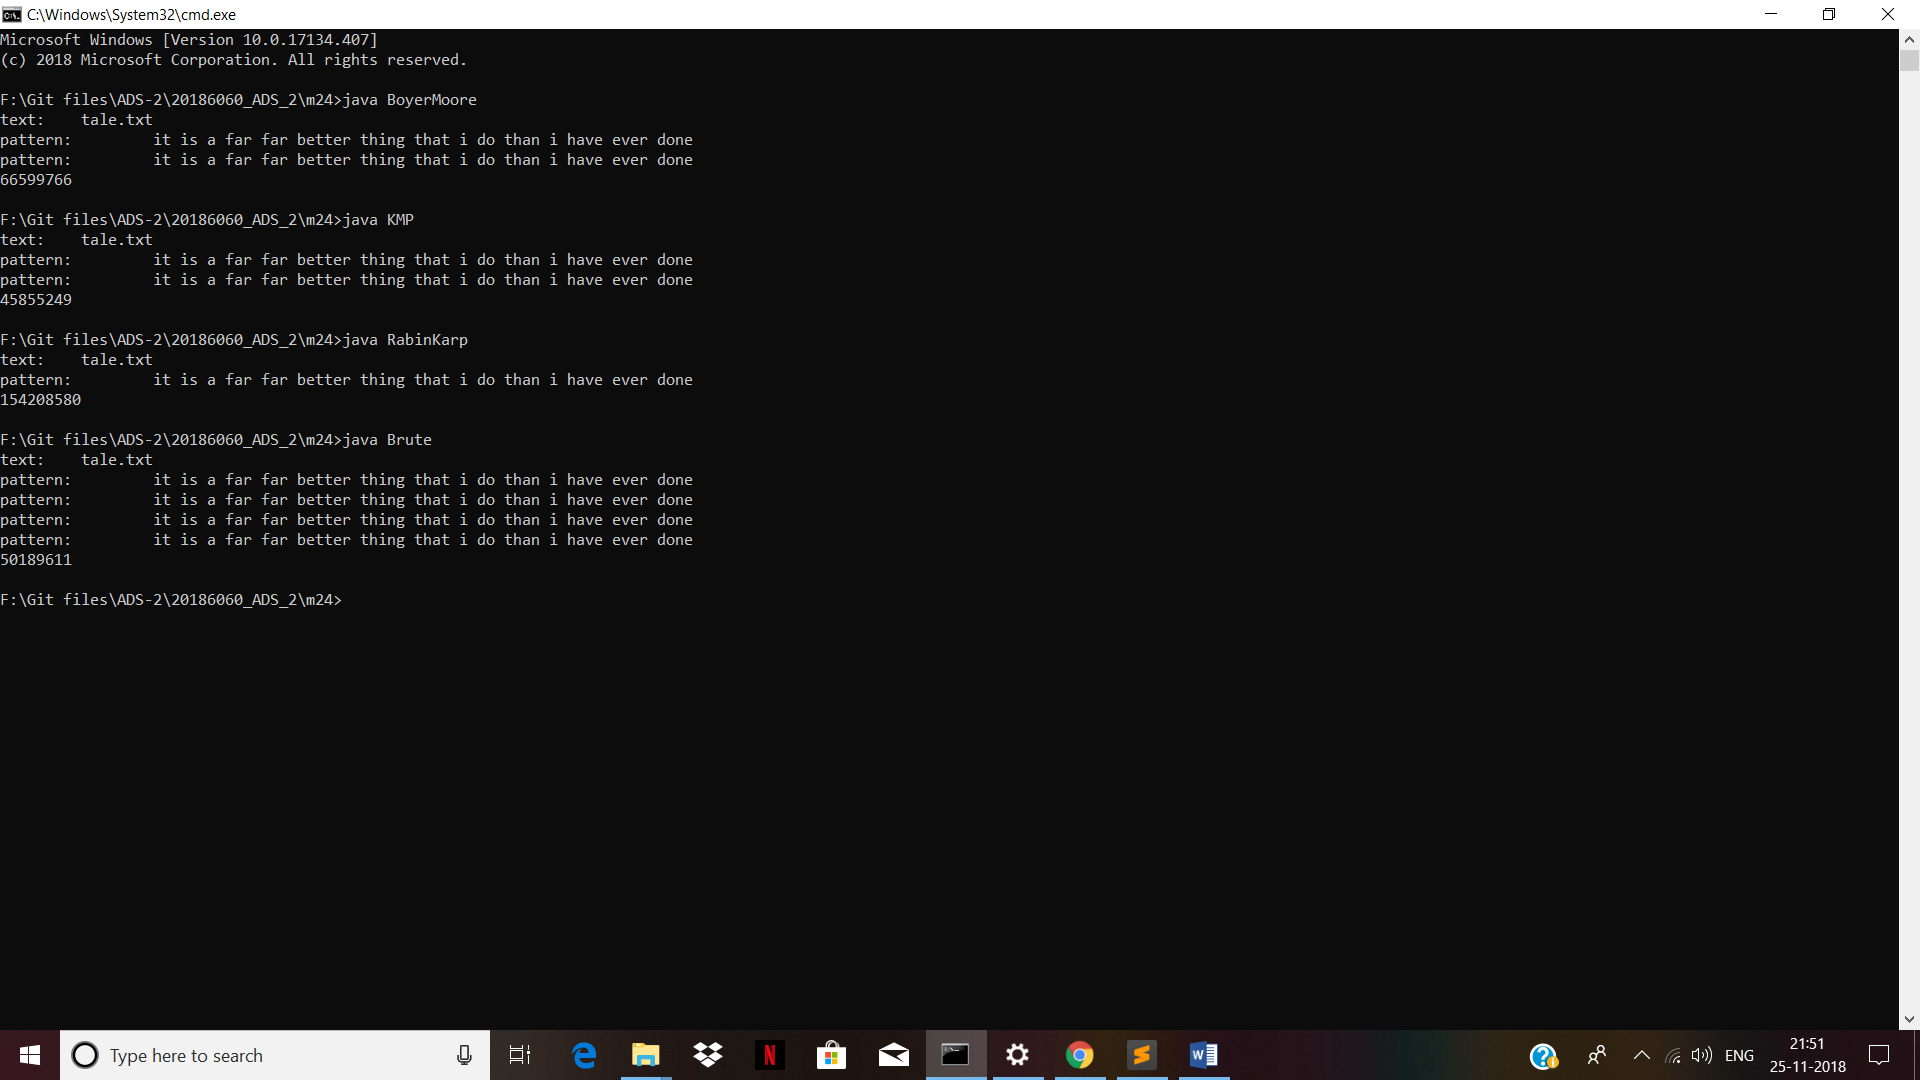 C:\Windows\System32\cmd.exe
Microsoft Windows [Version 10.0.17134.407]
(c) 2018 Microsoft Corporation. All rights reserved.
F:\Git files\ADS-2\20186060_ADS_2\m24>java BoyerMoore
text:    tale.txt
pattern:         it is a far far better thing that i do than i have ever done
pattern:         it is a far far better thing that i do than i have ever done
66599766
F:\Git files\ADS-2\20186060_ADS_2\m24>java KMP
text:    tale.txt
pattern:         it is a far far better thing that i do than i have ever done
pattern:         it is a far far better thing that i do than i have ever done
45855249
F:\Git files\ADS-2\20186060_ADS_2\m24>java RabinKarp
text:    tale.txt
pattern:         it is a far far better thing that i do than i have ever done
154208580
F:\Git files\ADS-2\20186060_ADS_2\m24>java Brute
text:    tale.txt
pattern:         it is a far far better thing that i do than i have ever done
pattern:         it is a far far better thing that i do than i have ever done
pattern:         it is a far far better thing that i do than i have ever done
pattern:         it is a far far better thing that i do than i have ever done
50189611
F:\Git files\ADS-2\20186060_ADS_2\m24>
Type here to search
ENG
21:51
25-11-2018